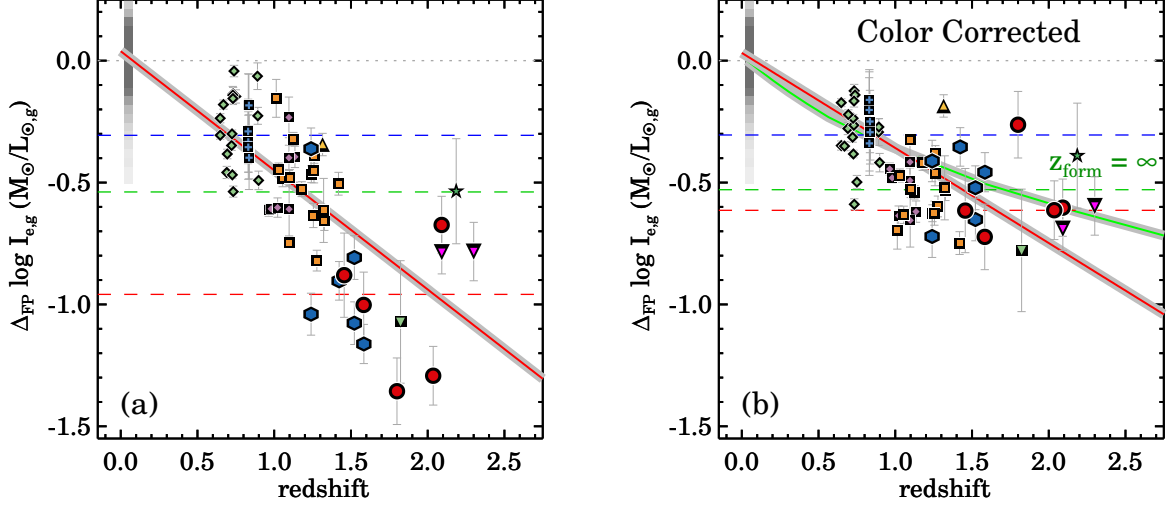 0.0
-0.5
-1.0
-1.5
Δ_FP log I_e,g (M_⊙/L_⊙,g)
(a)
0.0 0.5 1.0 1.5 2.0 2.5
redshift
Color Corrected
0.0
-0.5
-1.0
-1.5
Δ_FP log I_e,g (M_⊙/L_⊙,g)
z_form = ∞
(b)
0.0 0.5 1.0 1.5 2.0 2.5
redshift